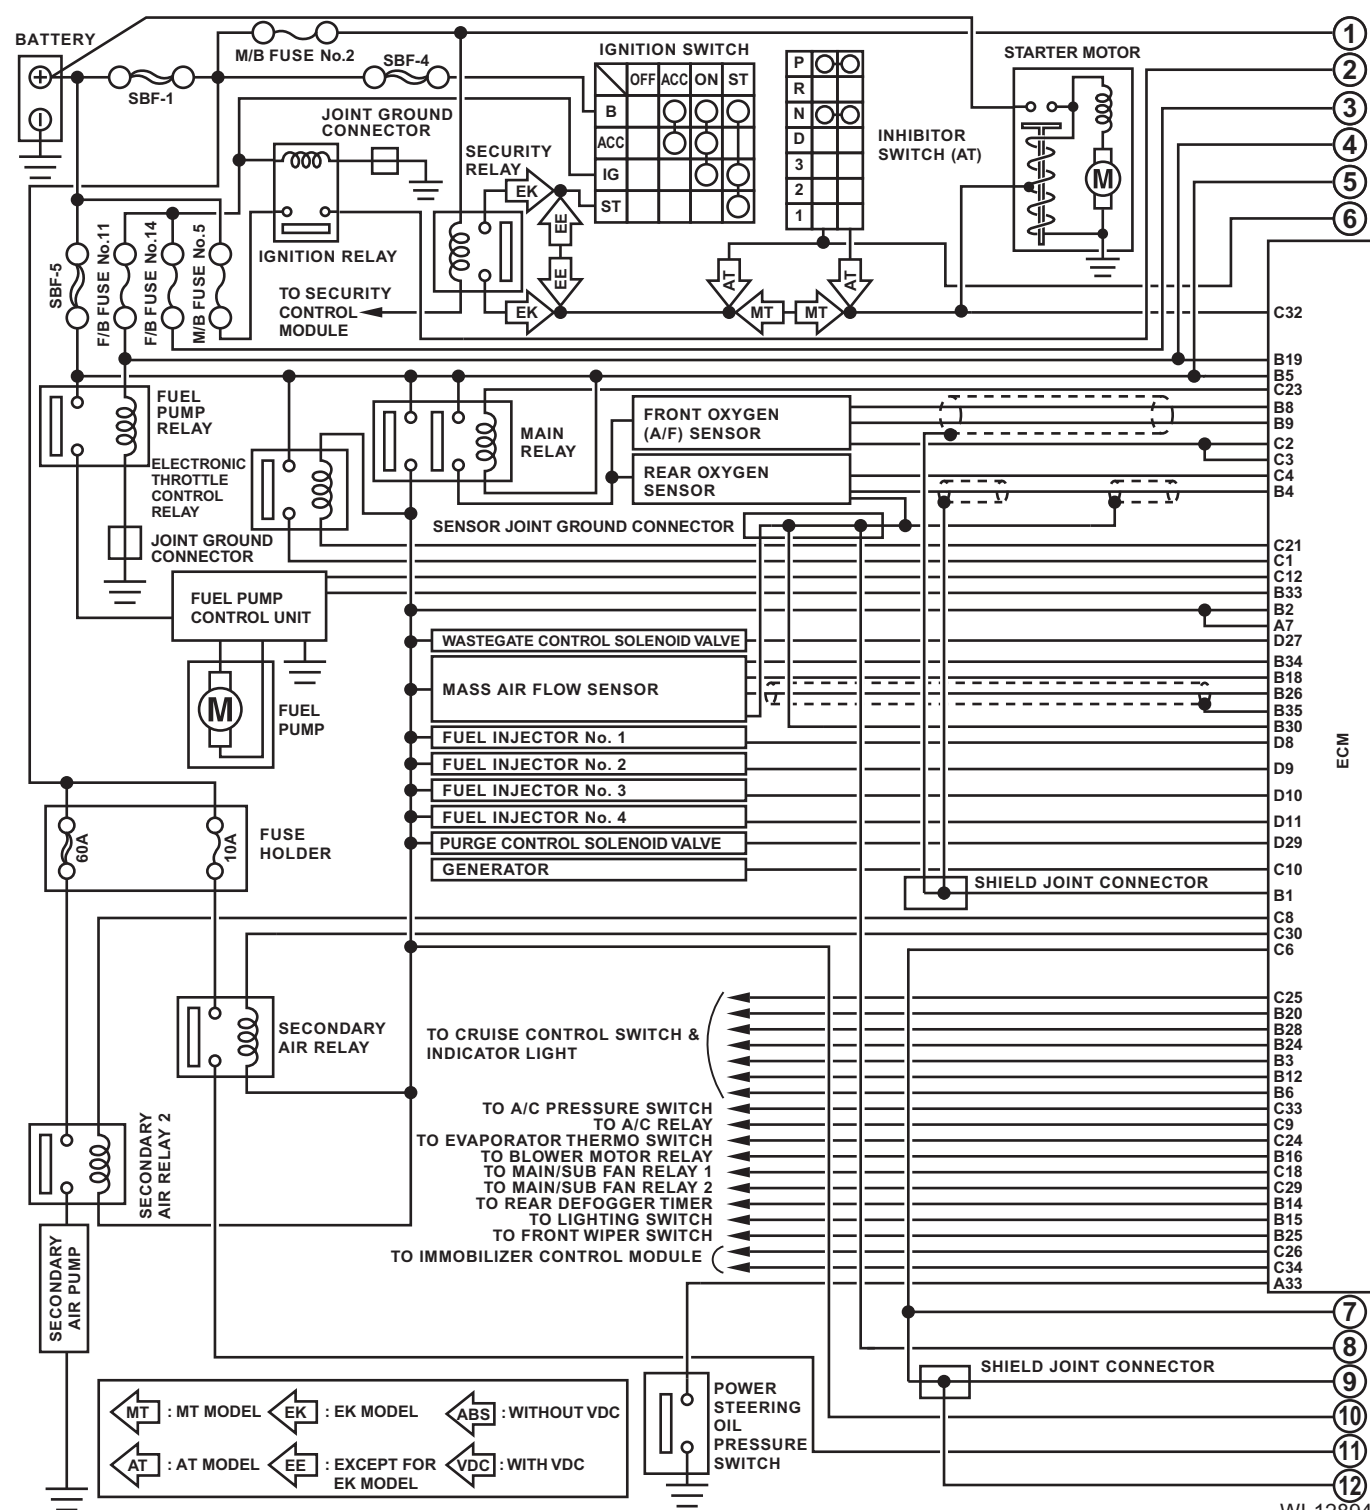 BATTERY
M/B FUSE No.2
SBF-4
SBF-1
IGNITION SWITCH
OFF ACC ON ST
B
ACC
IG
ST
P
R
N
D
3
2
1
INHIBITOR
SWITCH (AT)
STARTER MOTOR
M
1
2
3
4
5
6
JOINT GROUND
CONNECTOR
SECURITY
RELAY
EK
EE
EE
EK
AT
AT
MT
MT
IGNITION RELAY
SBF-5
F/B FUSE No.11
F/B FUSE No.14
M/B FUSE No.5
TO SECURITY
CONTROL
MODULE
FUEL
PUMP
RELAY
ELECTRONIC
THROTTLE
CONTROL
RELAY
MAIN
RELAY
FRONT OXYGEN
(A/F) SENSOR
REAR OXYGEN
SENSOR
SENSOR JOINT GROUND CONNECTOR
JOINT GROUND
CONNECTOR
FUEL PUMP
CONTROL UNIT
M
FUEL
PUMP
WASTEGATE CONTROL SOLENOID VALVE
MASS AIR FLOW SENSOR
FUEL INJECTOR No. 1
FUEL INJECTOR No. 2
FUEL INJECTOR No. 3
FUEL INJECTOR No. 4
PURGE CONTROL SOLENOID VALVE
GENERATOR
60A
10A
FUSE
HOLDER
SHIELD JOINT CONNECTOR
SECONDARY
AIR RELAY
SECONDARY
AIR RELAY 2
SECONDARY
AIR PUMP
TO CRUISE CONTROL SWITCH &
INDICATOR LIGHT
TO A/C PRESSURE SWITCH
TO A/C RELAY
TO EVAPORATOR THERMO SWITCH
TO BLOWER MOTOR RELAY
TO MAIN/SUB FAN RELAY 1
TO MAIN/SUB FAN RELAY 2
TO REAR DEFOGGER TIMER
TO LIGHTING SWITCH
TO FRONT WIPER SWITCH
TO IMMOBILIZER CONTROL MODULE
C32
B19
B5
C23
B8
B9
C2
C3
C4
B4
C21
C1
C12
B33
B2
A7
D27
B34
B18
B26
B35
B30
D8
D9
D10
D11
D29
C10
B1
C8
C30
C6
C25
B20
B28
B24
B3
B12
B6
C33
C9
C24
B16
C18
C29
B14
B15
B25
C26
C34
A33
ECM
7
8
9
10
11
12
SHIELD JOINT CONNECTOR
POWER
STEERING
OIL
PRESSURE
SWITCH
MT : MT MODEL EK : EK MODEL ABS : WITHOUT VDC
AT : AT MODEL EE : EXCEPT FOR
EK MODEL VDC : WITH VDC